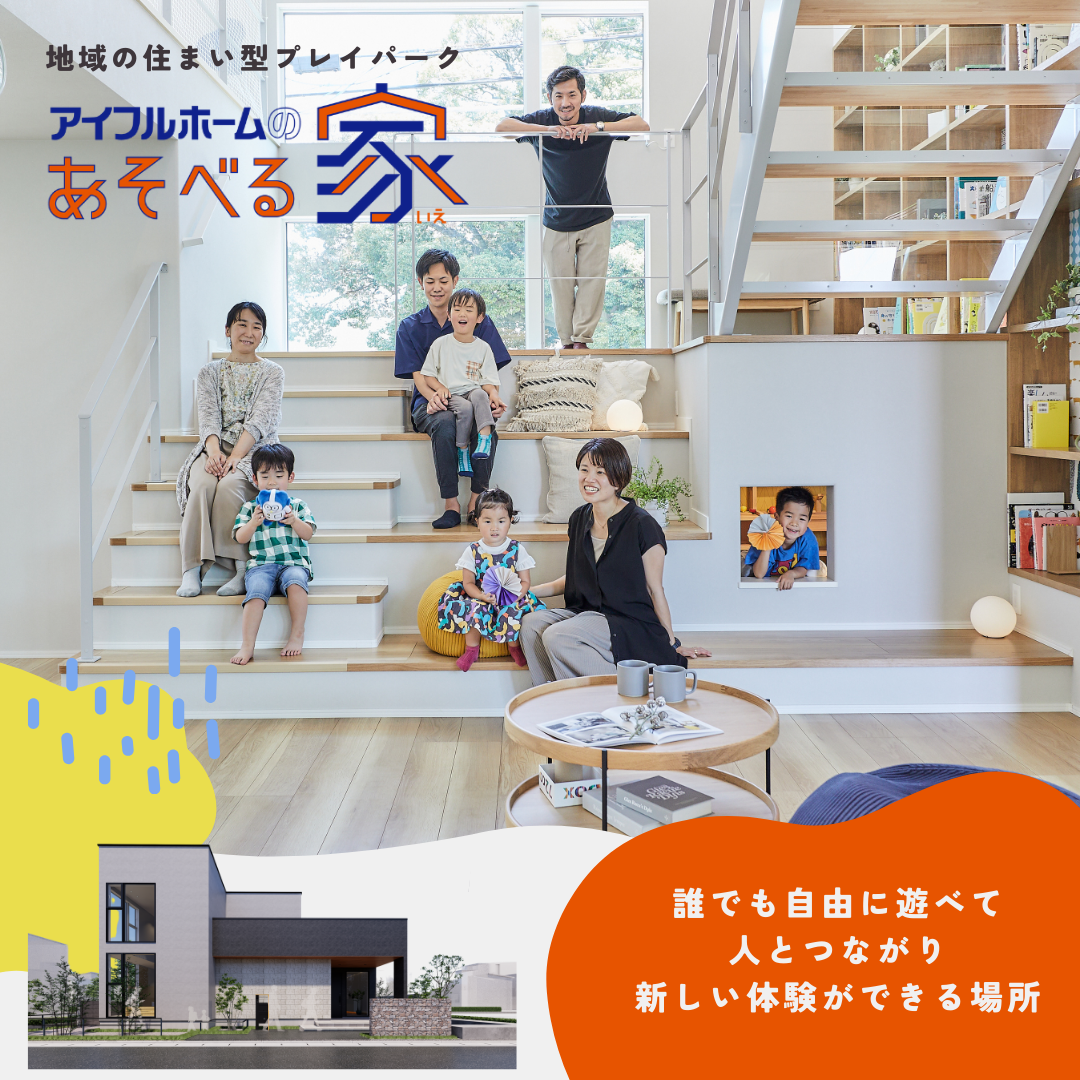 地域の住まい型プレイパーク
アイフルホームの
あそべる家
いえ
誰でも自由に遊べて
人とつながり
新しい体験ができる場所